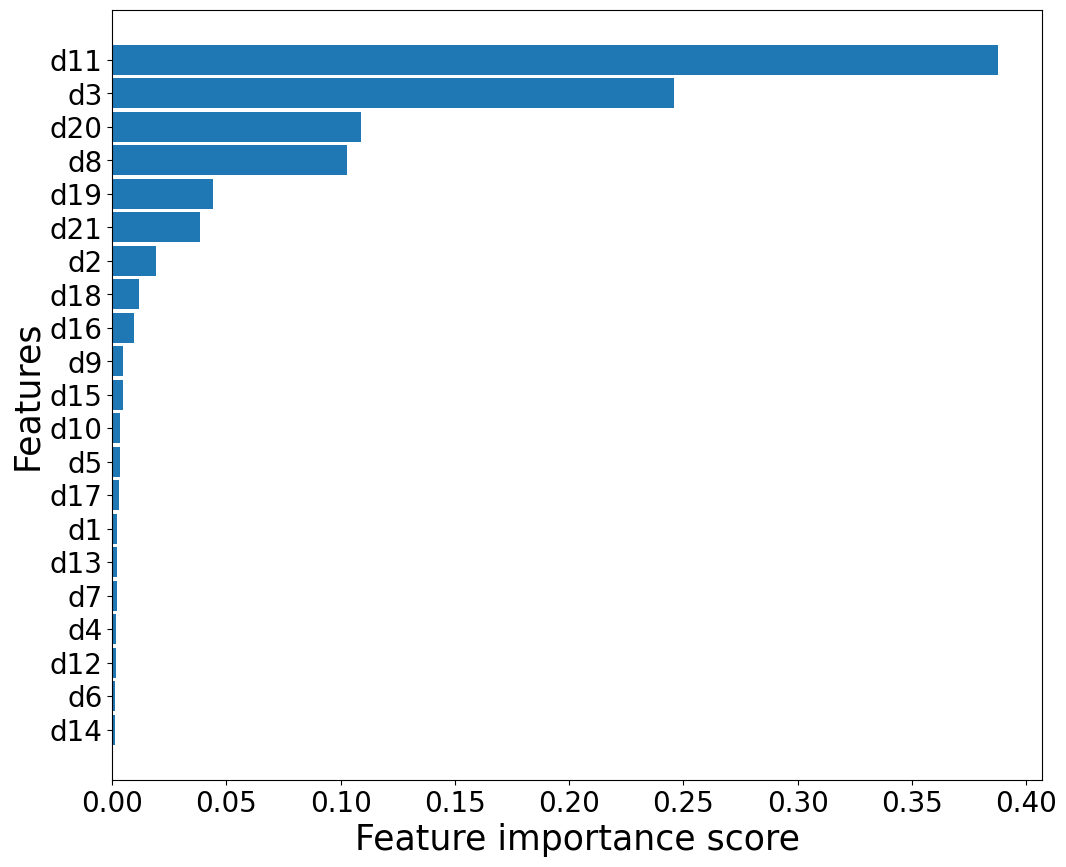 d11
d3
d20
d8
d19
d21
d2
d18
d16
d9
d15
d10
d5
d17
d1
d13
d7
d4
d12
d6
d14
Features
0.00 0.05 0.10 0.15 0.20 0.25 0.30 0.35 0.40
Feature importance score